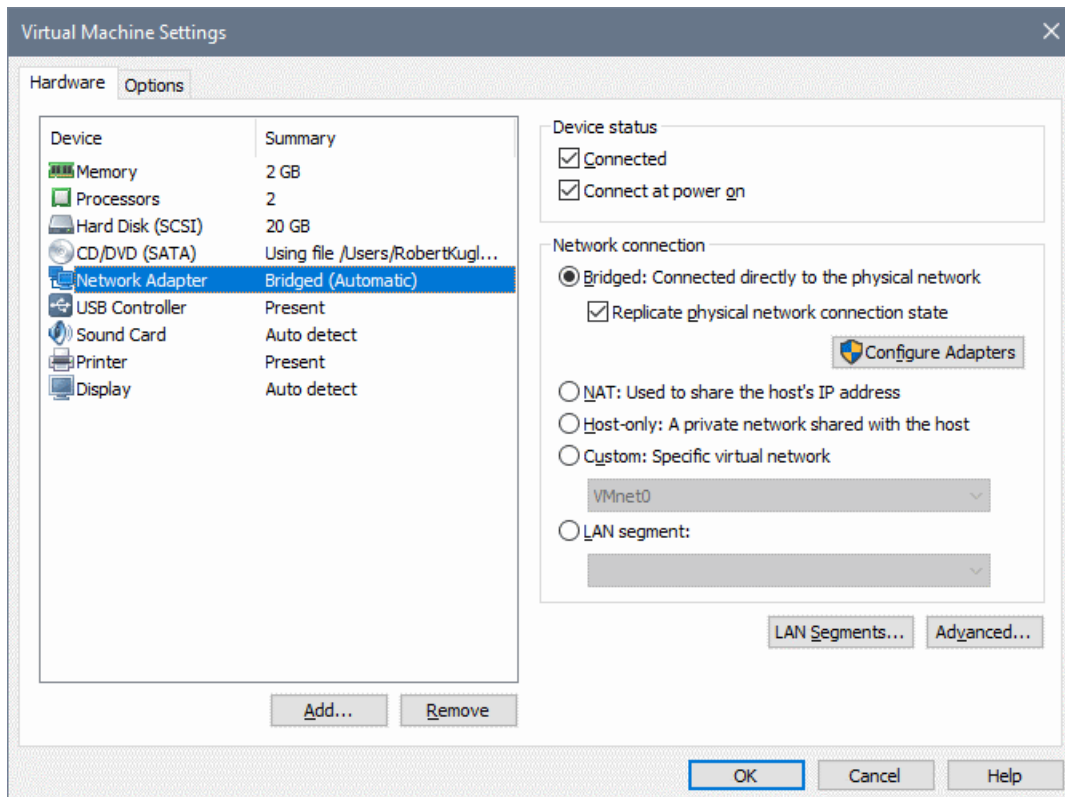 Virtual Machine Settings
Hardware Options
Device Summary
Memory 2 GB
Processors 2
Hard Disk (SCSI) 20 GB
CD/DVD (SATA) Using file /Users/RobertKugl...
Network Adapter Bridged (Automatic)
USB Controller Present
Sound Card Auto detect
Printer Present
Display Auto detect
Add... Remove
Device status
Connected
Connect at power on
Network connection
Bridged: Connected directly to the physical network
Replicate physical network connection state
Configure Adapters
NAT: Used to share the host's IP address
Host-only: A private network shared with the host
Custom: Specific virtual network
VMnet0
LAN segment:
LAN Segments... Advanced...
OK Cancel Help